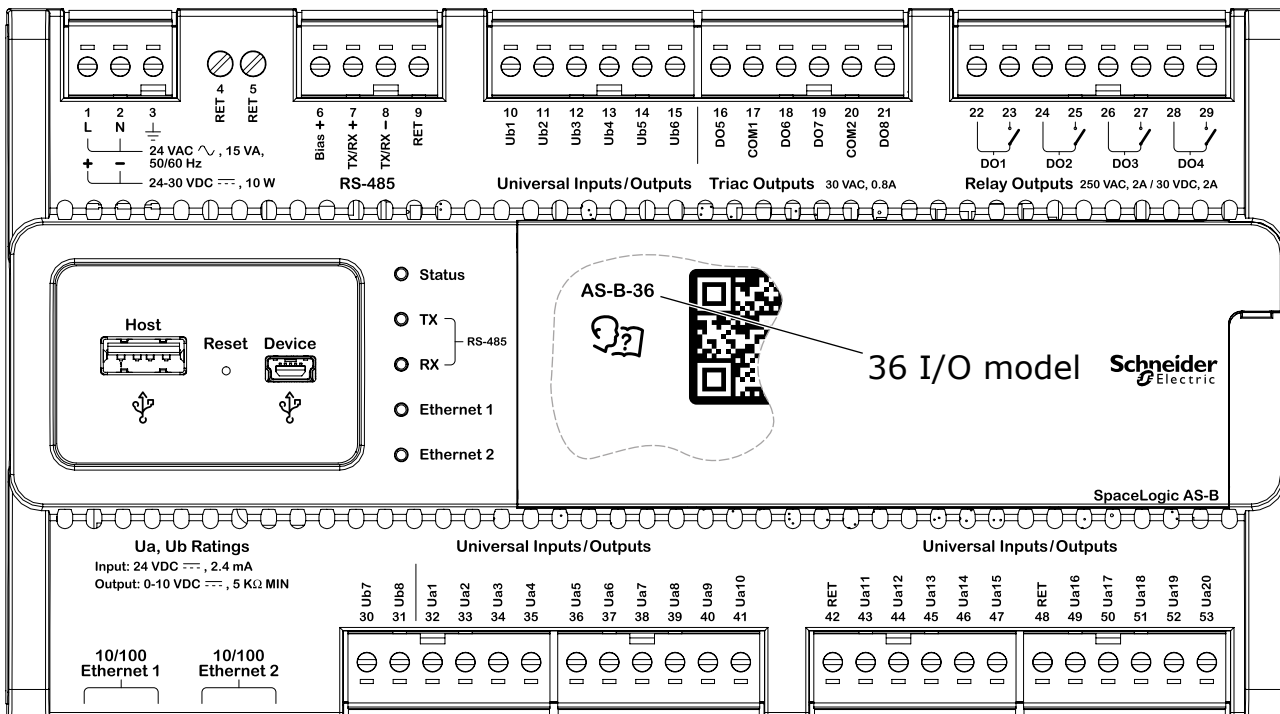 1 2 3
L N
24 VAC, 15 VA,
50/60 Hz
+ −
24-30 VDC, 10 W
RET 4
RET 5
6 7 8 9
Bias +
TX/RX +
TX/RX −
RET
RS-485
10 11 12 13 14 15
Ub1
Ub2
Ub3
Ub4
Ub5
Ub6
Universal Inputs/Outputs
16 17 18 19 20 21
DO5
COM1
DO6
DO7
COM2
DO8
Triac Outputs 30 VAC, 0.8A
22 23 24 25 26 27 28 29
DO1 DO2 DO3 DO4
Relay Outputs 250 VAC, 2A / 30 VDC, 2A
Host
Reset
Device
Status
TX
RX
RS-485
Ethernet 1
Ethernet 2
AS-B-36
?
36 I/O model
Schneider
Electric
SpaceLogic AS-B
Ua, Ub Ratings
Input: 24 VDC, 2.4 mA
Output: 0-10 VDC, 5 KΩ MIN
Universal Inputs/Outputs
Ub7
Ub8
Ua1
Ua2
Ua3
Ua4
30 31 32 33 34 35
Ua5
Ua6
Ua7
Ua8
Ua9
Ua10
36 37 38 39 40 41
Universal Inputs/Outputs
RET
Ua11
Ua12
Ua13
Ua14
Ua15
42 43 44 45 46 47
RET
Ua16
Ua17
Ua18
Ua19
Ua20
48 49 50 51 52 53
10/100
Ethernet 1
10/100
Ethernet 2